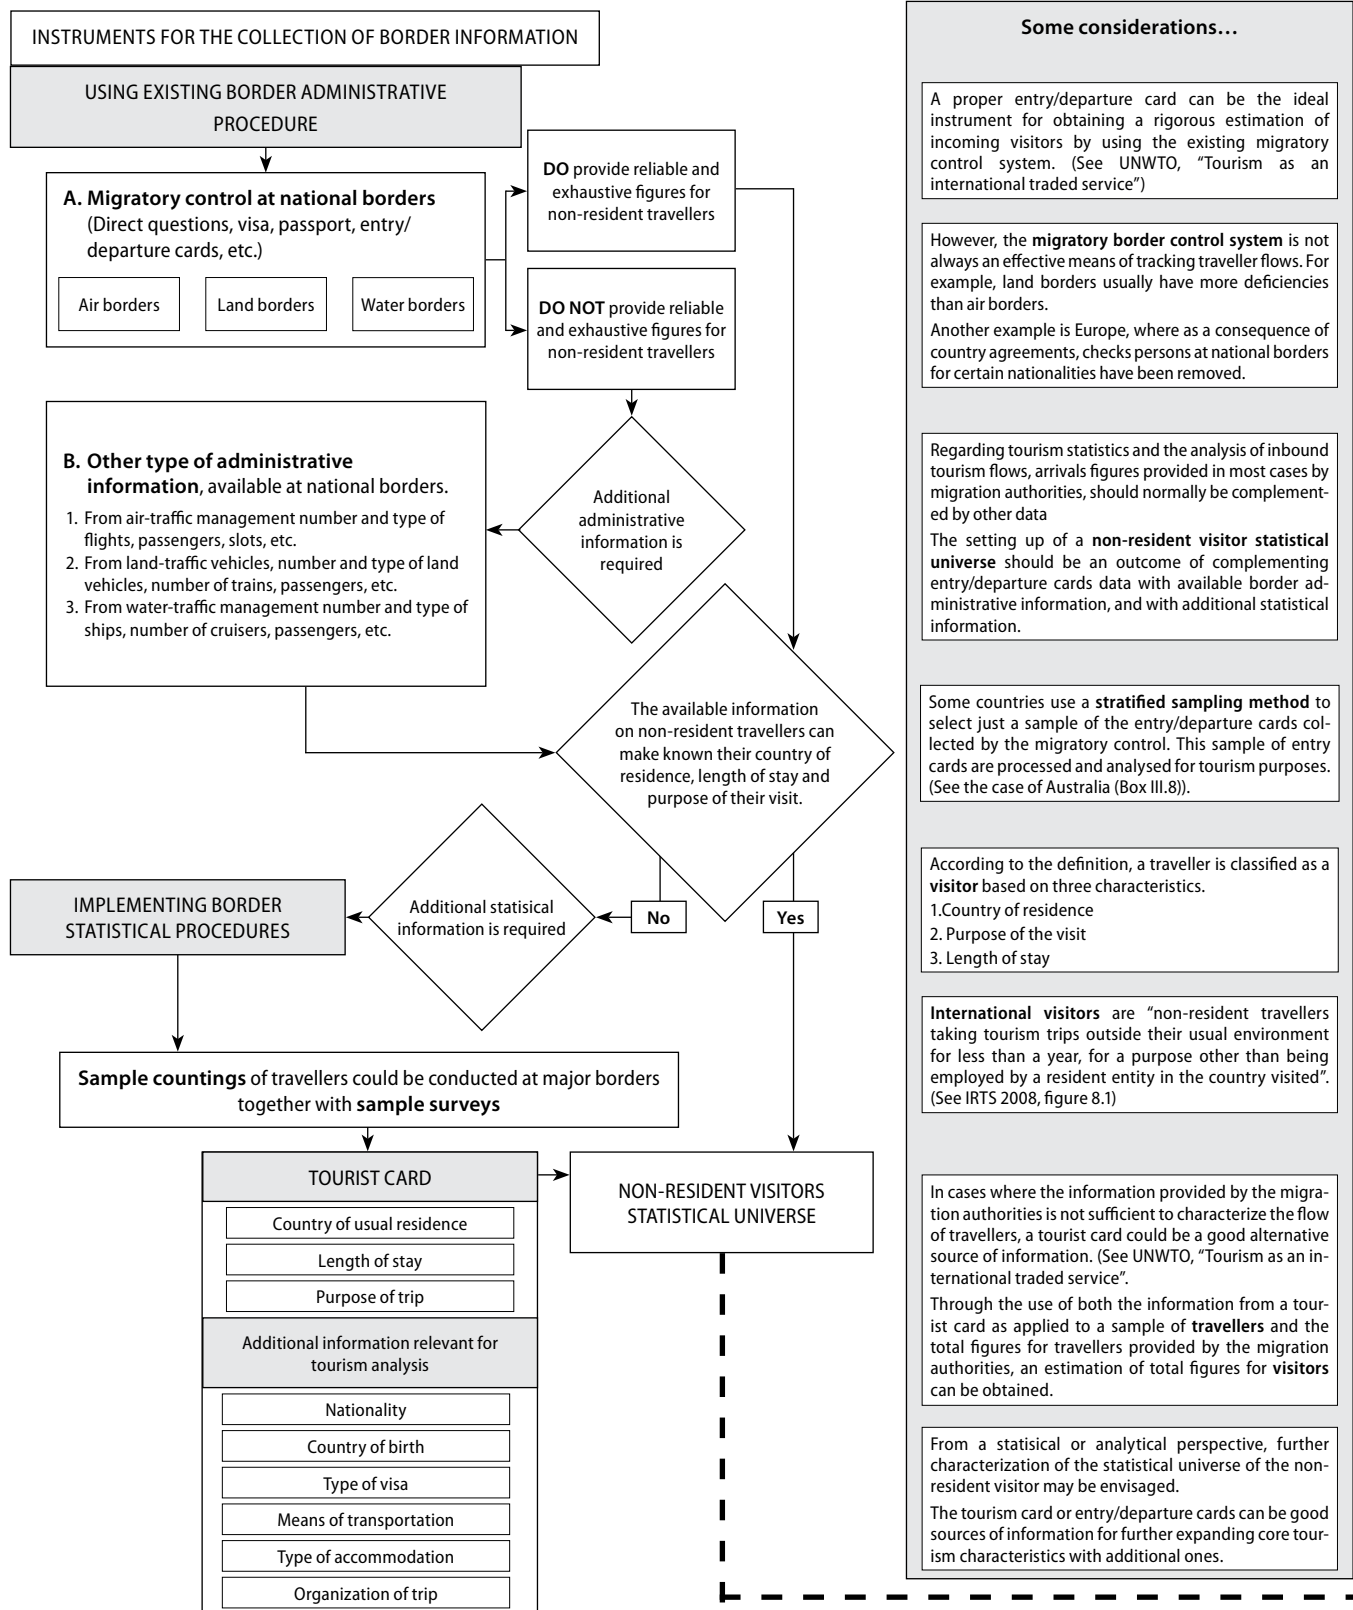 INSTRUMENTS FOR THE COLLECTION OF BORDER INFORMATION
USING EXISTING BORDER ADMINISTRATIVE
PROCEDURE
A. Migratory control at national borders
(Direct questions, visa, passport, entry/
departure cards, etc.)
Air borders
Land borders
Water borders
DO provide reliable and
exhaustive figures for
non-resident travellers
DO NOT provide reliable
and exhaustive figures for
non-resident travellers
B. Other type of administrative
information, available at national borders.
1. From air-traffic management number and type of
flights, passengers, slots, etc.
2. From land-traffic vehicles, number and type of land
vehicles, number of trains, passengers, etc.
3. From water-traffic management number and type of
ships, number of cruisers, passengers, etc.
Additional
administrative
information is
required
The available information
on non-resident travellers can
make known their country of
residence, length of stay and
purpose of their visit.
No
Yes
Additional statisical
information is required
IMPLEMENTING BORDER
STATISTICAL PROCEDURES
Sample countings of travellers could be conducted at major borders
together with sample surveys
TOURIST CARD
Country of usual residence
Length of stay
Purpose of trip
Additional information relevant for
tourism analysis
Nationality
Country of birth
Type of visa
Means of transportation
Type of accommodation
Organization of trip
NON-RESIDENT VISITORS
STATISTICAL UNIVERSE
Some considerations…
A proper entry/departure card can be the ideal
instrument for obtaining a rigorous estimation of
incoming visitors by using the existing migratory
control system. (See UNWTO, “Tourism as an
international traded service”)
However, the migratory border control system is not
always an effective means of tracking traveller flows. For
example, land borders usually have more deficiencies
than air borders.
Another example is Europe, where as a consequence of
country agreements, checks persons at national borders
for certain nationalities have been removed.
Regarding tourism statistics and the analysis of inbound
tourism flows, arrivals figures provided in most cases by
migration authorities, should normally be complement-
ed by other data
The setting up of a non-resident visitor statistical
universe should be an outcome of complementing
entry/departure cards data with available border ad-
ministrative information, and with additional statistical
information.
Some countries use a stratified sampling method to
select just a sample of the entry/departure cards col-
lected by the migratory control. This sample of entry
cards are processed and analysed for tourism purposes.
(See the case of Australia (Box III.8)).
According to the definition, a traveller is classified as a
visitor based on three characteristics.
1.Country of residence
2. Purpose of the visit
3. Length of stay
International visitors are “non-resident travellers
taking tourism trips outside their usual environment
for less than a year, for a purpose other than being
employed by a resident entity in the country visited”.
(See IRTS 2008, figure 8.1)
In cases where the information provided by the migra-
tion authorities is not sufficient to characterize the flow
of travellers, a tourist card could be a good alternative
source of information. (See UNWTO, “Tourism as an in-
ternational traded service”.
Through the use of both the information from a tour-
ist card as applied to a sample of travellers and the
total figures for travellers provided by the migration
authorities, an estimation of total figures for visitors
can be obtained.
From a statisical or analytical perspective, further
characterization of the statistical universe of the non-
resident visitor may be envisaged.
The tourism card or entry/departure cards can be good
sources of information for further expanding core tour-
ism characteristics with additional ones.